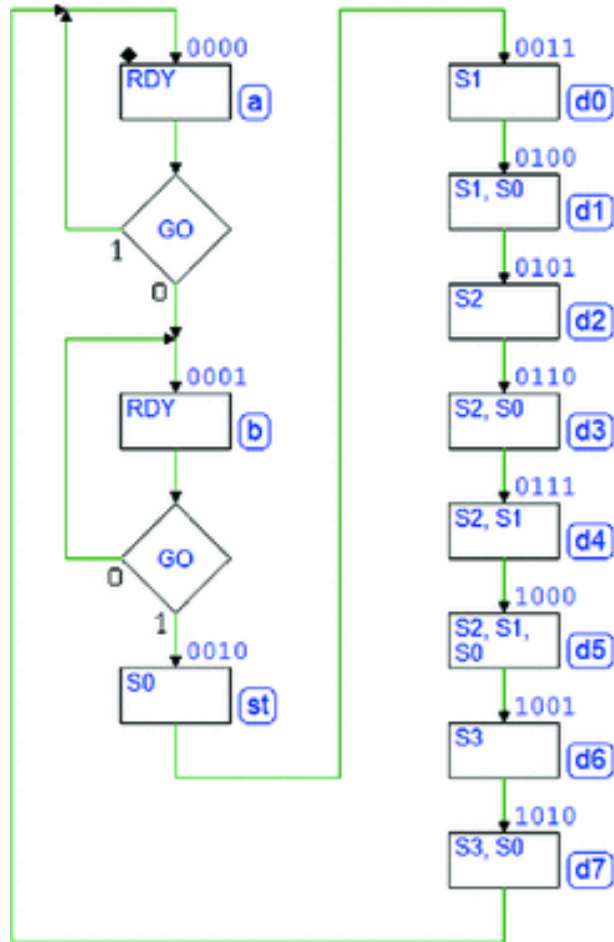 0000
RDY
a
GO
1
0
0001
RDY
b
GO
0
1
0010
S0
st
0011
S1
d0
0100
S1, S0
d1
0101
S2
d2
0110
S2, S0
d3
0111
S2, S1
d4
1000
S2, S1,
S0
d5
1001
S3
d6
1010
S3, S0
d7